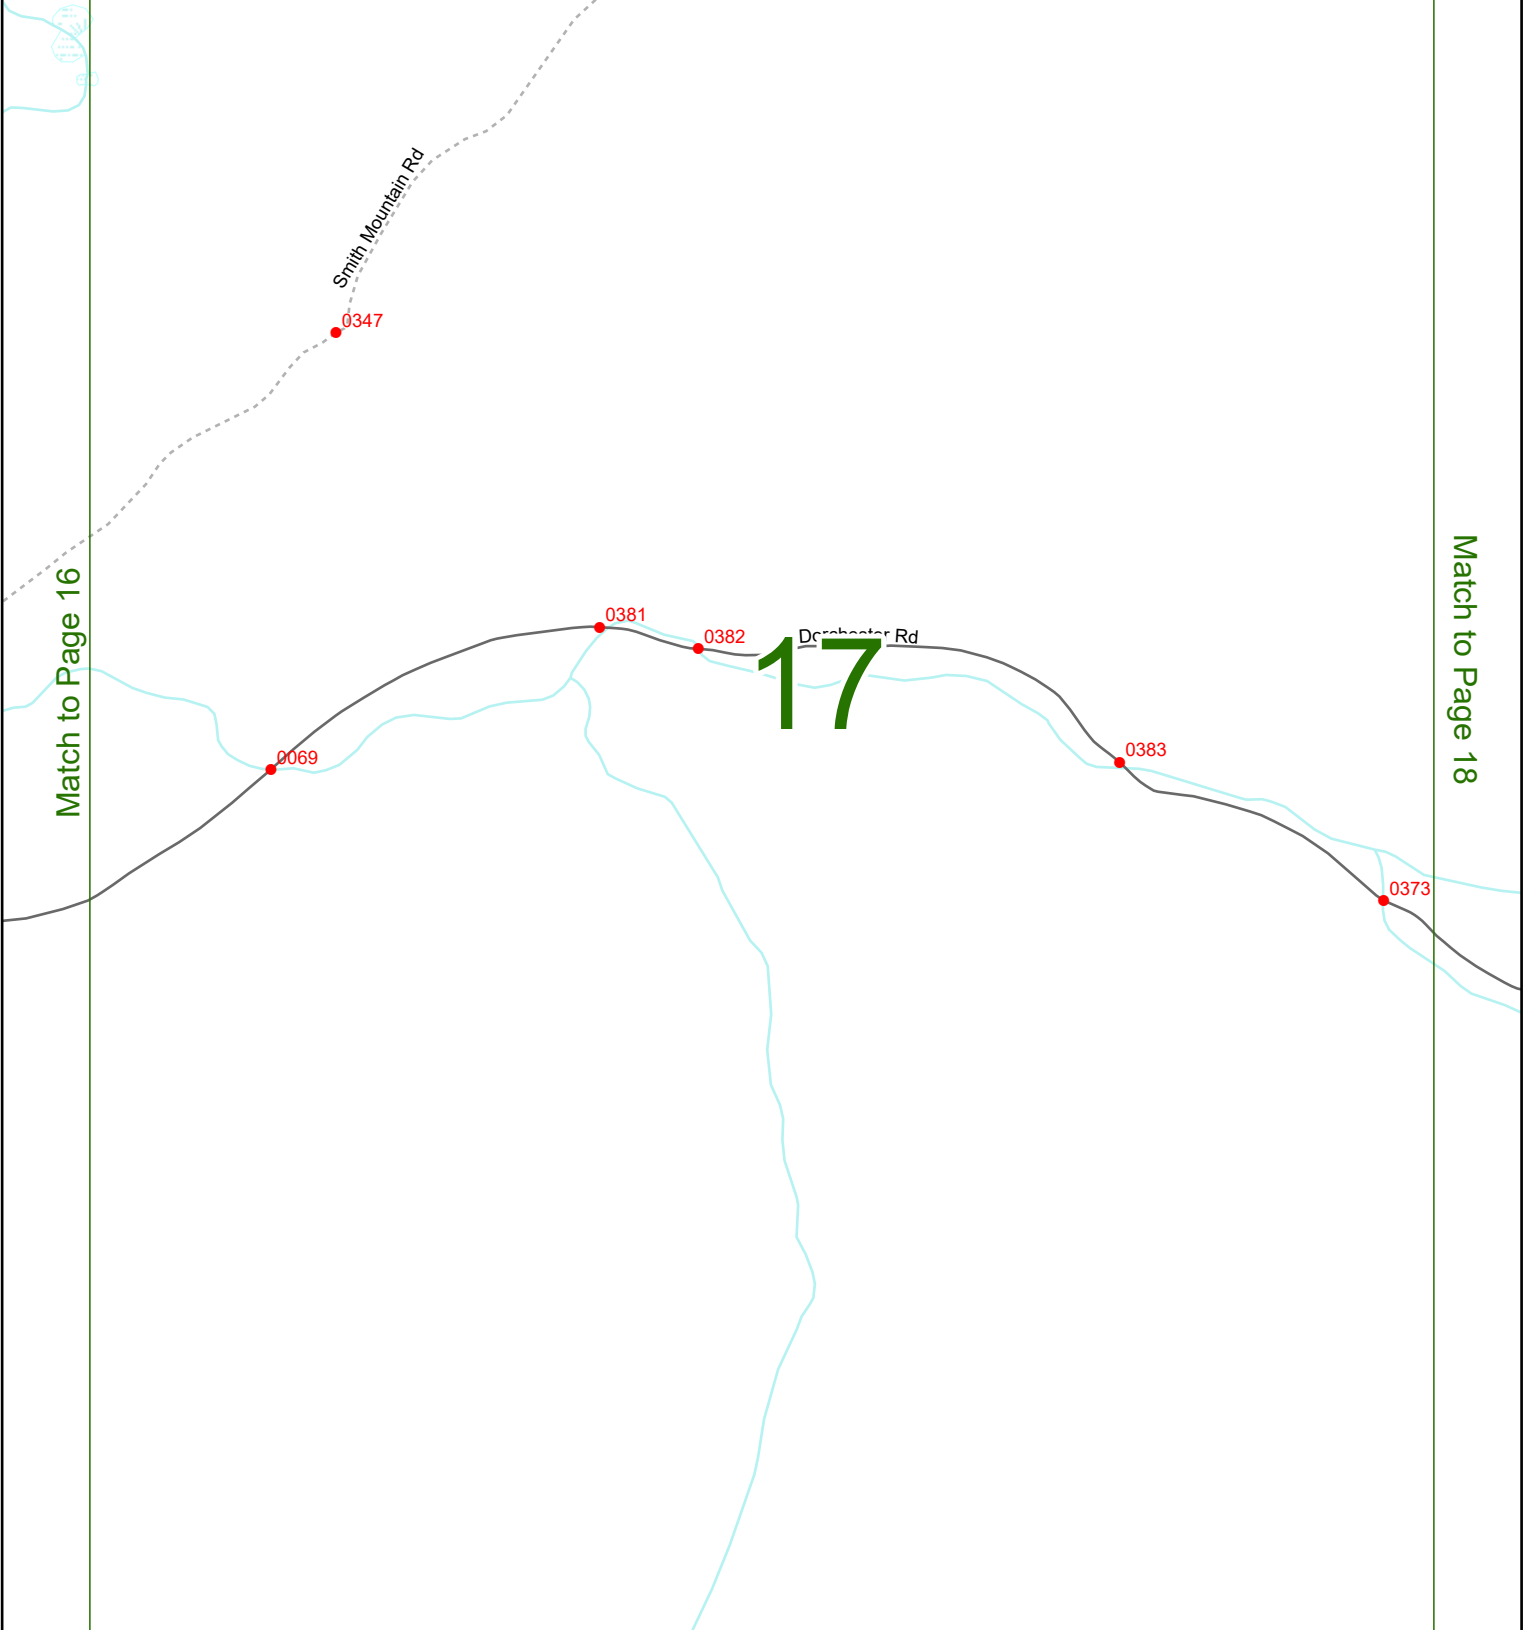 Smith Mountain Rd
0347
Match to Page 16
Match to Page 18
0381
0382
Dorchester Rd
17
0069
0383
0373